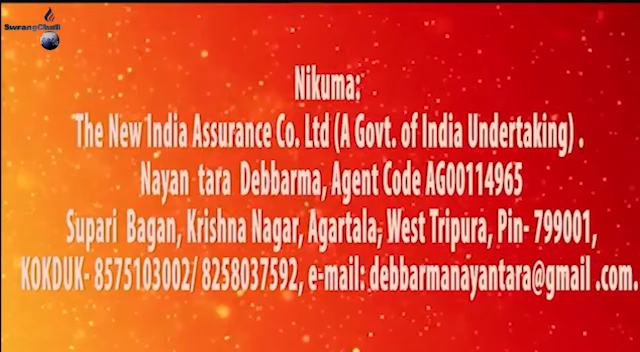 SwrangChati
Nikuma:
The New India Assurance Co. Ltd (A Govt. of India Undertaking) .
Nayan tara Debbarma, Agent Code AG00114965
Supari Bagan, Krishna Nagar, Agartala, West Tripura, Pin- 799001,
KOKDUK- 8575103002/ 8258037592, e-mail: debbarmanayantara@gmail .com.